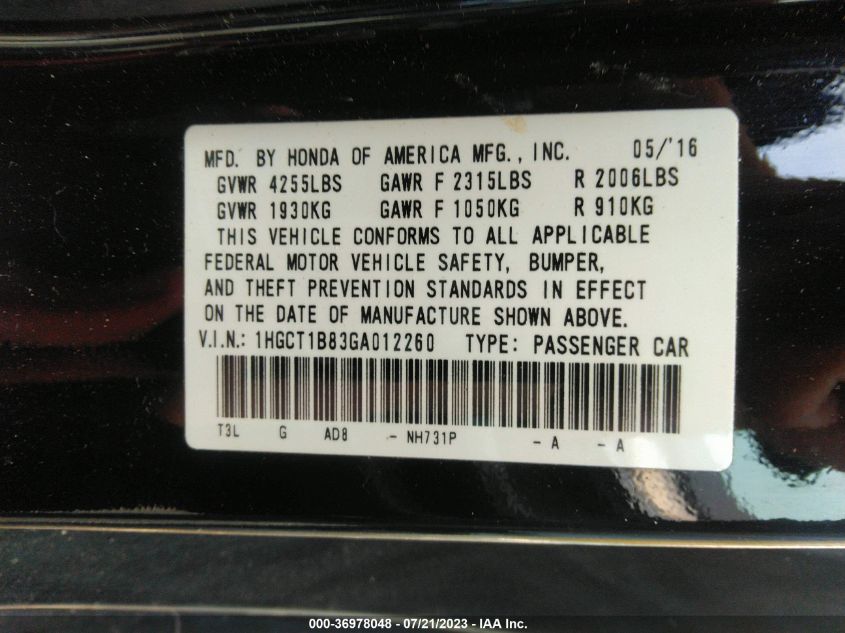 MFD. BY HONDA OF AMERICA MFG., INC. 05/'16
GVWR 4255LBS GAWR F 2315LBS R 2006LBS
GVWR 1930KG GAWR F 1050KG R 910KG
THIS VEHICLE CONFORMS TO ALL APPLICABLE
FEDERAL MOTOR VEHICLE SAFETY, BUMPER,
AND THEFT PREVENTION STANDARDS IN EFFECT
ON THE DATE OF MANUFACTURE SHOWN ABOVE.
V.I.N.: 1HGCT1B83GA012260 TYPE: PASSENGER CAR
T3L G AD8 - NH731P - A - A
000-36978048 - 07/21/2023 - IAA Inc.